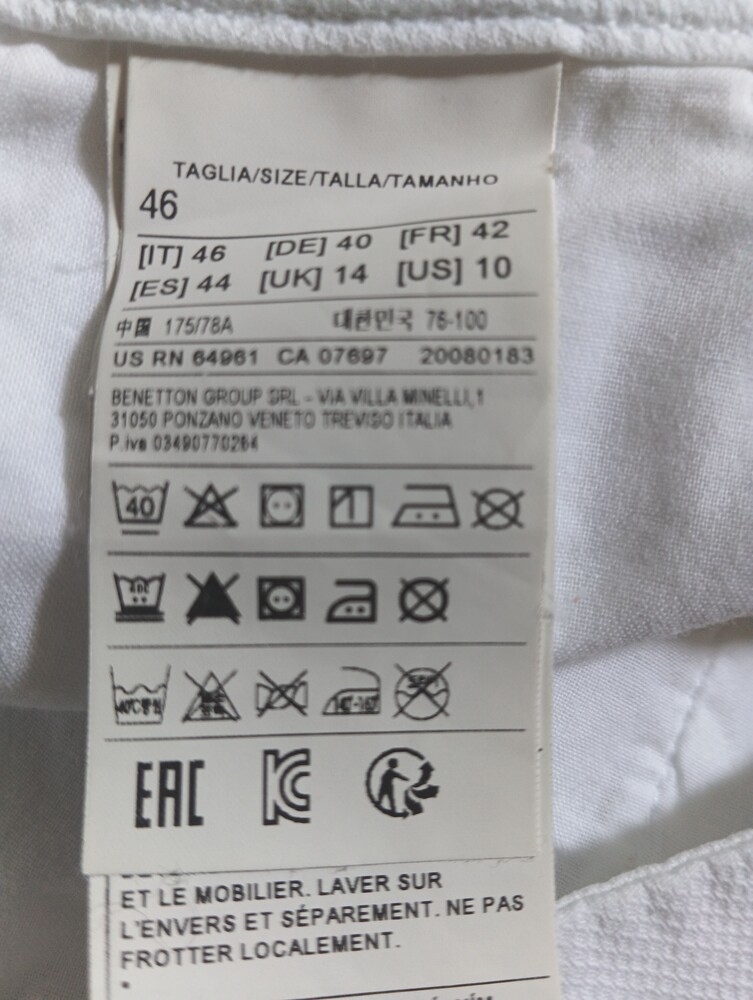 TAGLIA/SIZE/TALLA/TAMANHO
46
[IT] 46 [DE] 40 [FR] 42
[ES] 44 [UK] 14 [US] 10
中国 175/78A 대한민국 76-100
US RN 64961 CA 07697 20080183
BENETTON GROUP SRL - VIA VILLA MINELLI,1
31050 PONZANO VENETO TREVISO ITALIA
P.iva 03490770264
40
40C
EAC KC
ET LE MOBILIER. LAVER SUR
L'ENVERS ET SÉPAREMENT. NE PAS
FROTTER LOCALEMENT.